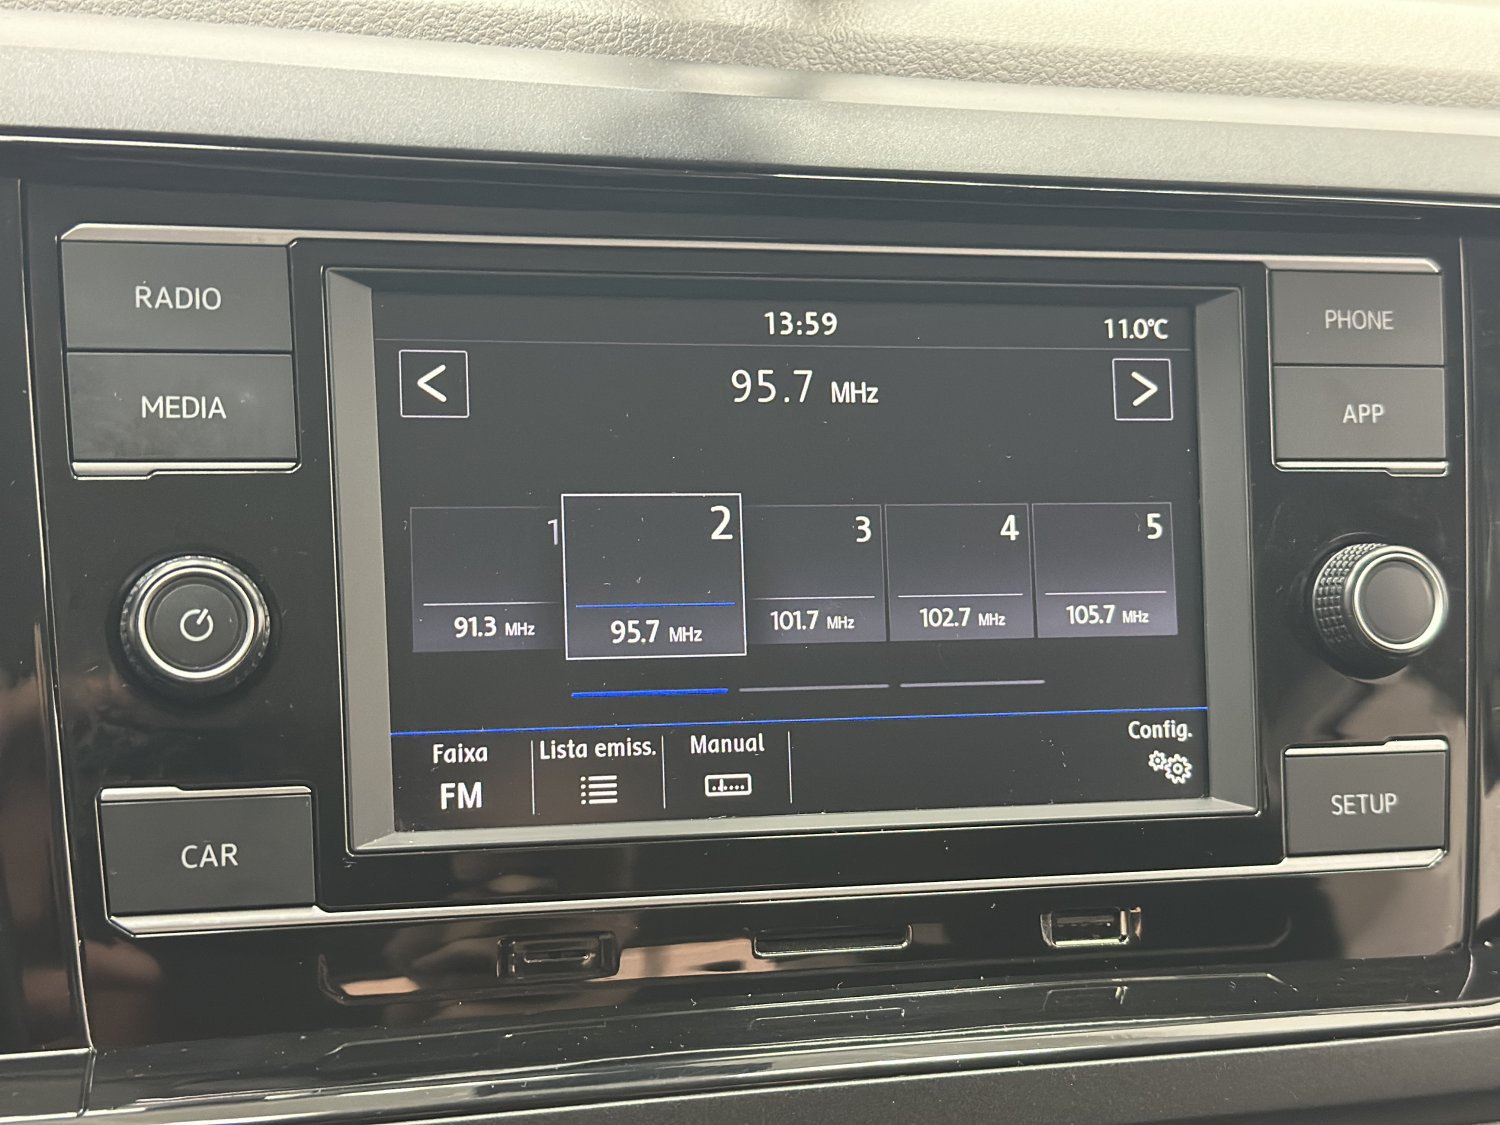 RADIO
MEDIA
CAR
PHONE
APP
SETUP
13:59
11.0°C
<
95.7 MHz
>
1
2
3
4
5
91.3 MHz
95.7 MHz
101.7 MHz
102.7 MHz
105.7 MHz
Faixa
FM
Lista emiss.
Manual
Config.